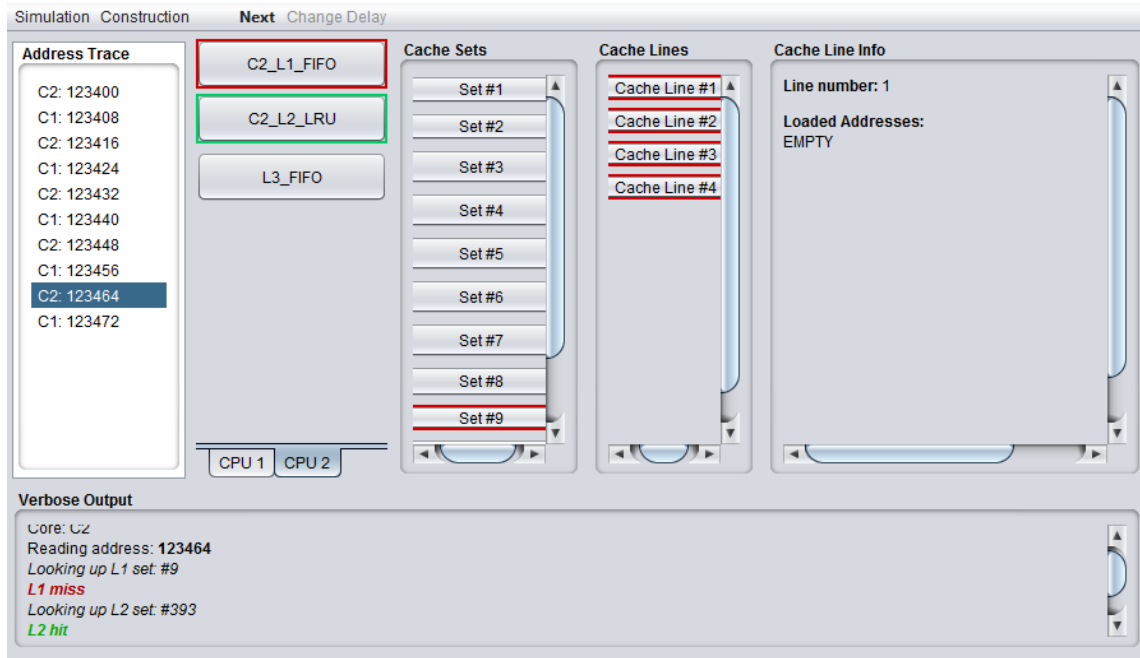 Simulation Construction Next Change Delay
Address Trace
C2: 123400
C1: 123408
C2: 123416
C1: 123424
C2: 123432
C1: 123440
C2: 123448
C1: 123456
C2: 123464
C1: 123472
C2_L1_FIFO
C2_L2_LRU
L3_FIFO
CPU 1 CPU 2
Cache Sets
Set #1
Set #2
Set #3
Set #4
Set #5
Set #6
Set #7
Set #8
Set #9
Cache Lines
Cache Line #1
Cache Line #2
Cache Line #3
Cache Line #4
Cache Line Info
Line number: 1
Loaded Addresses:
EMPTY
Verbose Output
Core: C2
Reading address: 123464
Looking up L1 set: #9
L1 miss
Looking up L2 set: #393
L2 hit